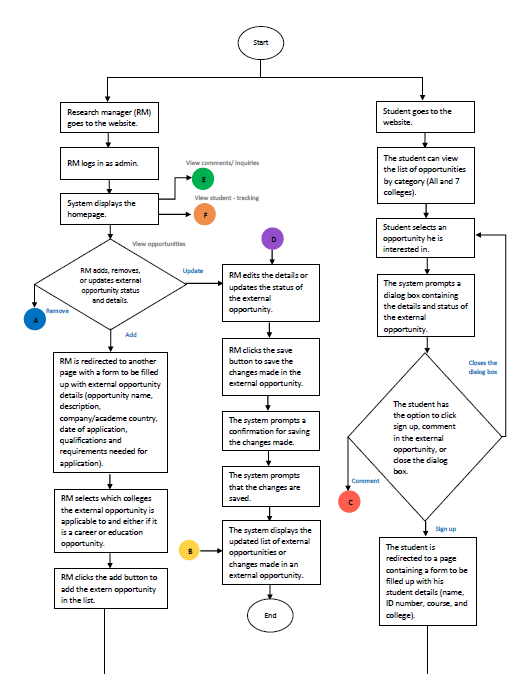 Start
Research manager (RM)
goes to the website.
RM logs in as admin.
System displays the
homepage.
View comments/ inquiries
E
View student - tracking
F
View opportunities
RM adds, removes,
or updates external
opportunity status
and details.
Update
Remove
A
Add
RM is redirected to another
page with a form to be filled
up with external opportunity
details (opportunity name,
description,
company/academe country,
date of application,
qualifications and
requirements needed for
application).
RM selects which colleges
the external opportunity is
applicable to and either if it
is a career or education
opportunity.
RM clicks the add button to
add the extern opportunity
in the list.
D
RM edits the details or
updates the status of
the external
opportunity.
RM clicks the save
button to save the
changes made in the
external opportunity.
The system prompts a
confirmation for saving
the changes made.
The system prompts
that the changes are
saved.
B
The system displays the
updated list of external
opportunities or
changes made in an
external opportunity.
End
Student goes to the
website.
The student can view
the list of opportunities
by category (All and 7
colleges).
Student selects an
opportunity he is
interested in.
The system prompts a
dialog box containing
the details and status of
the external
opportunity.
Closes the
dialog box
The student has
the option to click
sign up, comment
in the external
opportunity, or
close the dialog
box.
Comment
C
Sign up
The student is
redirected to a page
containing a form to be
filled up with his
student details (name,
ID number, course, and
college).